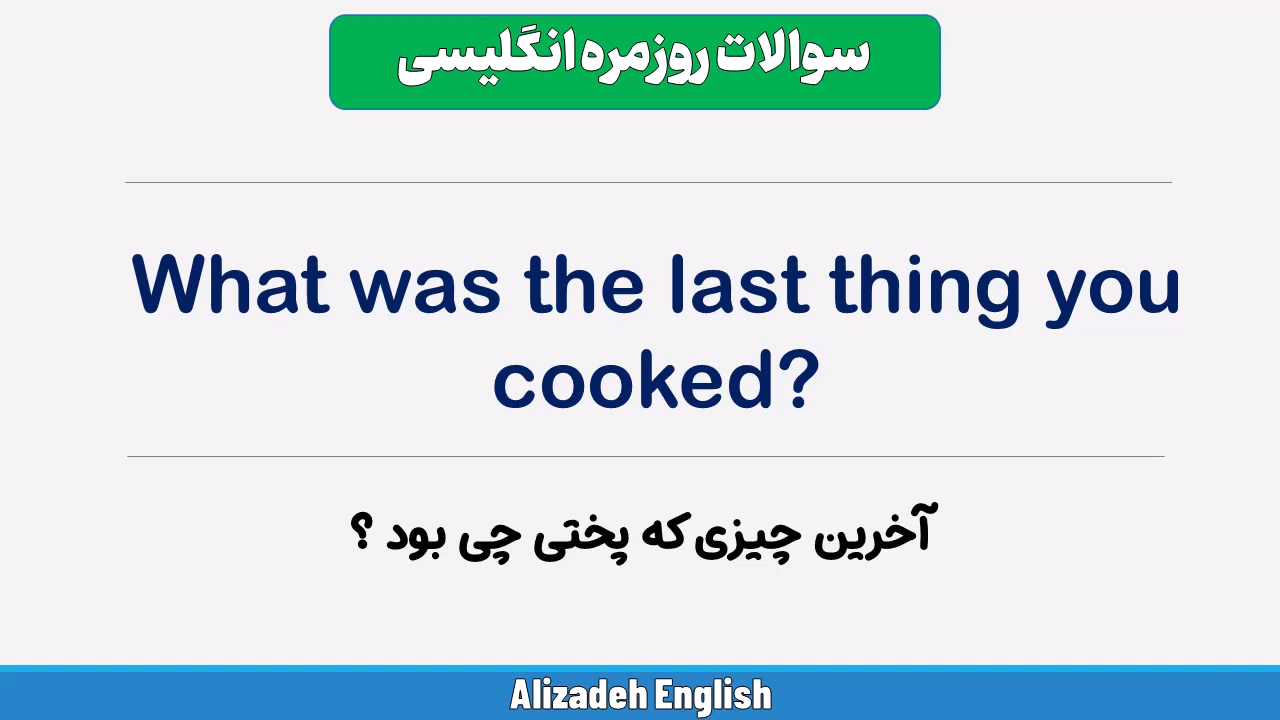 سوالات روزمره انگلیسی
What was the last thing you
cooked?
آخرین چیزی که پختی چی بود ؟
Alizadeh English